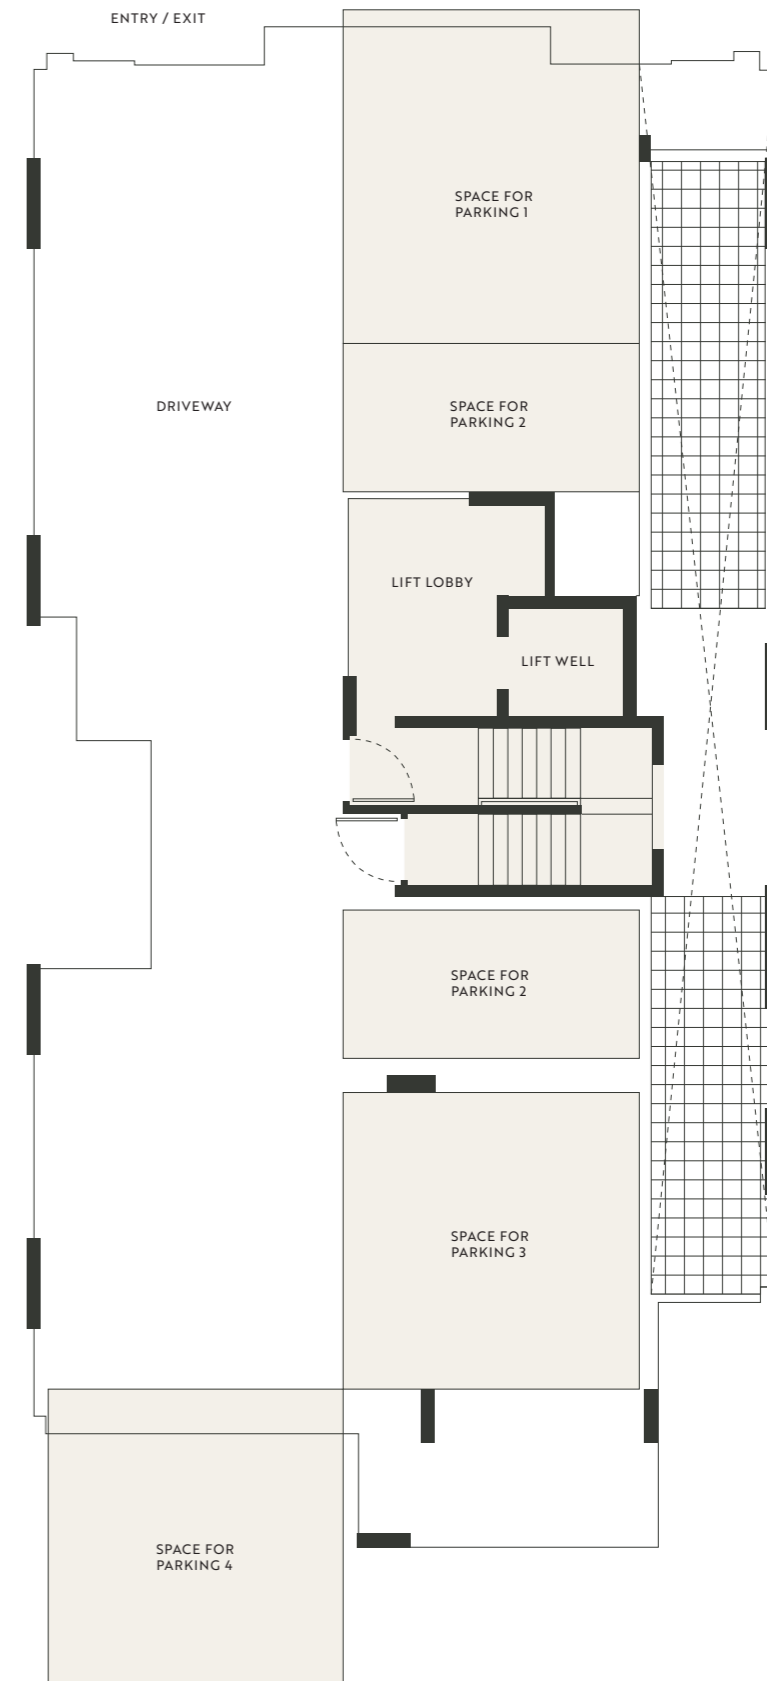 ENTRY / EXIT
SPACE FOR
PARKING 1
DRIVEWAY
SPACE FOR
PARKING 2
LIFT LOBBY
LIFT WELL
SPACE FOR
PARKING 2
SPACE FOR
PARKING 3
SPACE FOR
PARKING 4